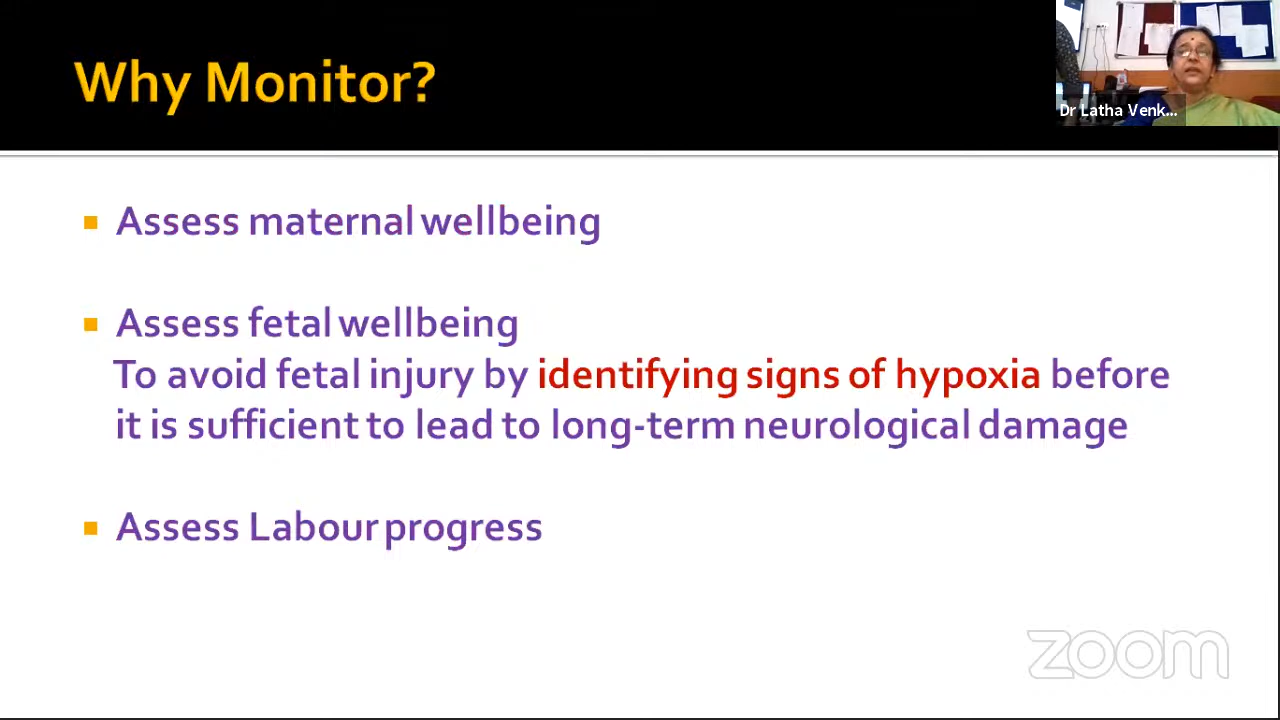 Why Monitor?
Dr Latha Venk...
Assess maternal wellbeing
Assess fetal wellbeing
To avoid fetal injury by identifying signs of hypoxia before
it is sufficient to lead to long-term neurological damage
Assess Labour progress
zoom